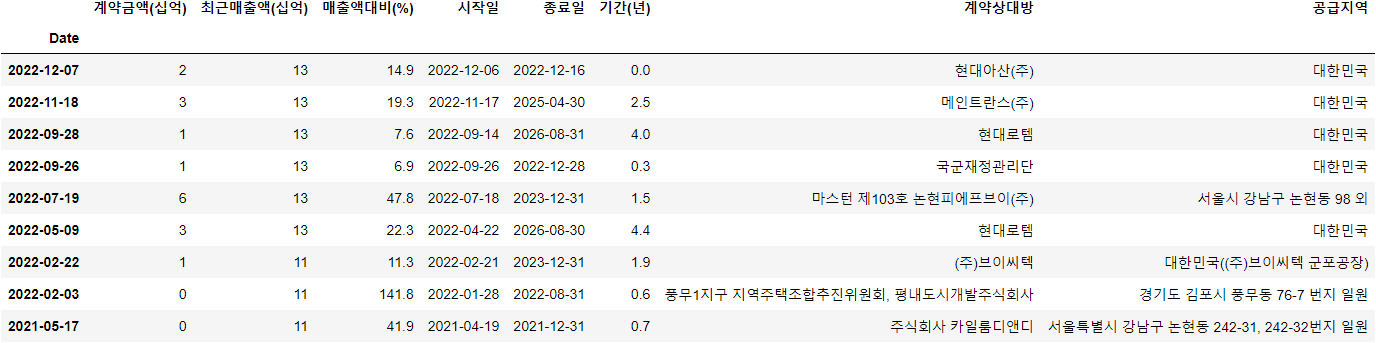 계약금액(십억) 최근매출액(십억) 매출액대비(%) 시작일 종료일 기간(년) 계약상대방 공급지역
Date
2022-12-07 2 13 14.9 2022-12-06 2022-12-16 0.0 현대아산(주) 대한민국
2022-11-18 3 13 19.3 2022-11-17 2025-04-30 2.5 메인트란스(주) 대한민국
2022-09-28 1 13 7.6 2022-09-14 2026-08-31 4.0 현대로템 대한민국
2022-09-26 1 13 6.9 2022-09-26 2022-12-28 0.3 국군재정관리단 대한민국
2022-07-19 6 13 47.8 2022-07-18 2023-12-31 1.5 마스턴 제103호 논현피에프브이(주) 서울시 강남구 논현동 98 외
2022-05-09 3 13 22.3 2022-04-22 2026-08-30 4.4 현대로템 대한민국
2022-02-22 1 11 11.3 2022-02-21 2023-12-31 1.9 (주)브이씨텍 대한민국((주)브이씨텍 군포공장)
2022-02-03 0 11 141.8 2022-01-28 2022-08-31 0.6 풍무1지구 지역주택조합추진위원회, 평내도시개발주식회사 경기도 김포시 풍무동 76-7 번지 일원
2021-05-17 0 11 41.9 2021-04-19 2021-12-31 0.7 주식회사 카일룸디앤디 서울특별시 강남구 논현동 242-31, 242-32번지 일원